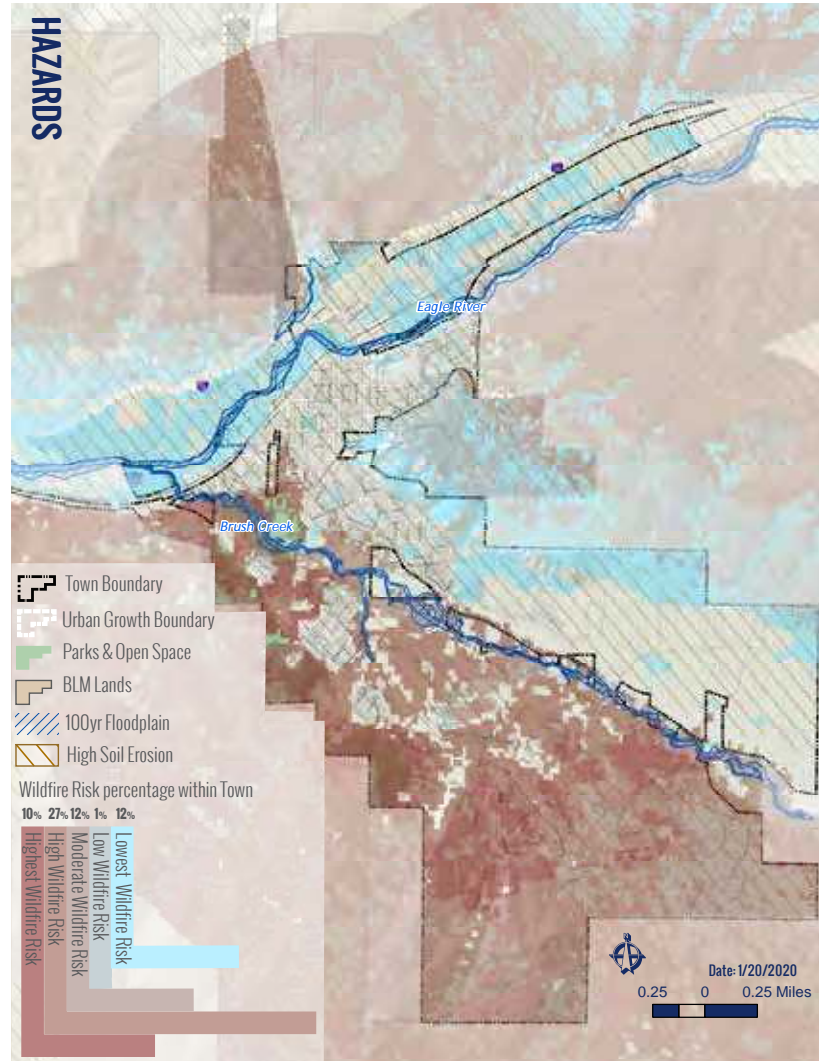 HAZARDS
Eagle River
Brush Creek
Town Boundary
Urban Growth Boundary
Parks & Open Space
BLM Lands
100yr Floodplain
High Soil Erosion
Wildfire Risk percentage within Town
10% 27% 12% 1% 12%
Highest Wildfire Risk
High Wildfire Risk
Moderate Wildfire Risk
Low Wildfire Risk
Lowest Wildfire Risk
Date: 1/20/2020
0.25 0 0.25 Miles